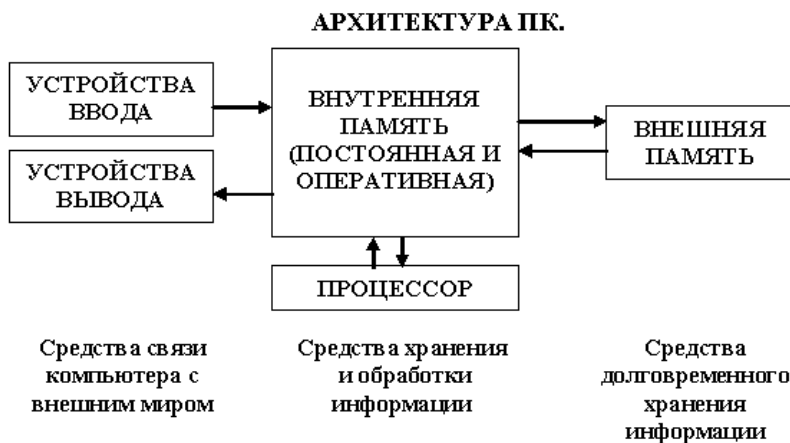 АРХИТЕКТУРА ПК.
УСТРОЙСТВА
ВВОДА
УСТРОЙСТВА
ВЫВОДА
ВНУТРЕННЯЯ
ПАМЯТЬ
(ПОСТОЯННАЯ И
ОПЕРАТИВНАЯ)
ВНЕШНЯЯ
ПАМЯТЬ
ПРОЦЕССОР
Средства связи
компьютера с
внешним миром
Средства хранения
и обработки
информации
Средства
долговременного
хранения
информации